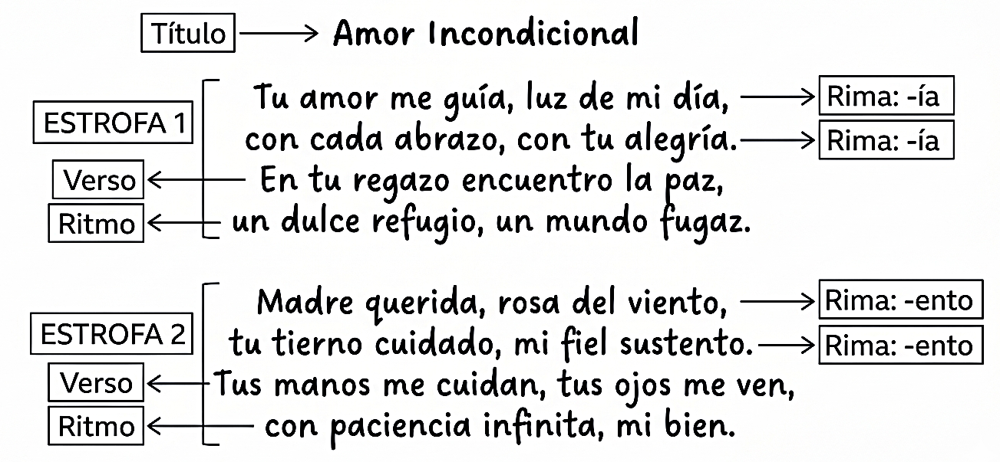 Título Amor Incondicional
Tu amor me guía, luz de mi día, Rima: -ía
ESTROFA 1
con cada abrazo, con tu alegría. Rima: -ía
Verso En tu regazo encuentro la paz,
Ritmo un dulce refugio, un mundo fugaz.
Madre querida, rosa del viento, Rima: -ento
ESTROFA 2
tu tierno cuidado, mi fiel sustento. Rima: -ento
Verso Tus manos me cuidan, tus ojos me ven,
Ritmo con paciencia infinita, mi bien.